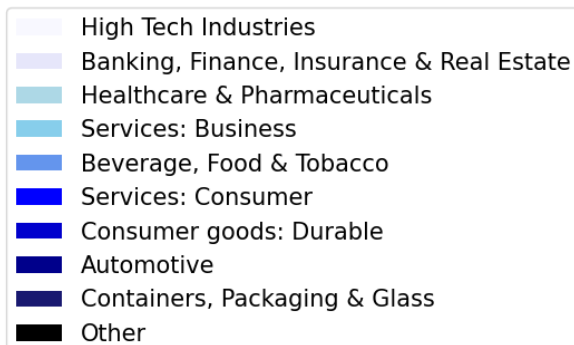 High Tech Industries
Banking, Finance, Insurance & Real Estate
Healthcare & Pharmaceuticals
Services: Business
Beverage, Food & Tobacco
Services: Consumer
Consumer goods: Durable
Automotive
Containers, Packaging & Glass
Other